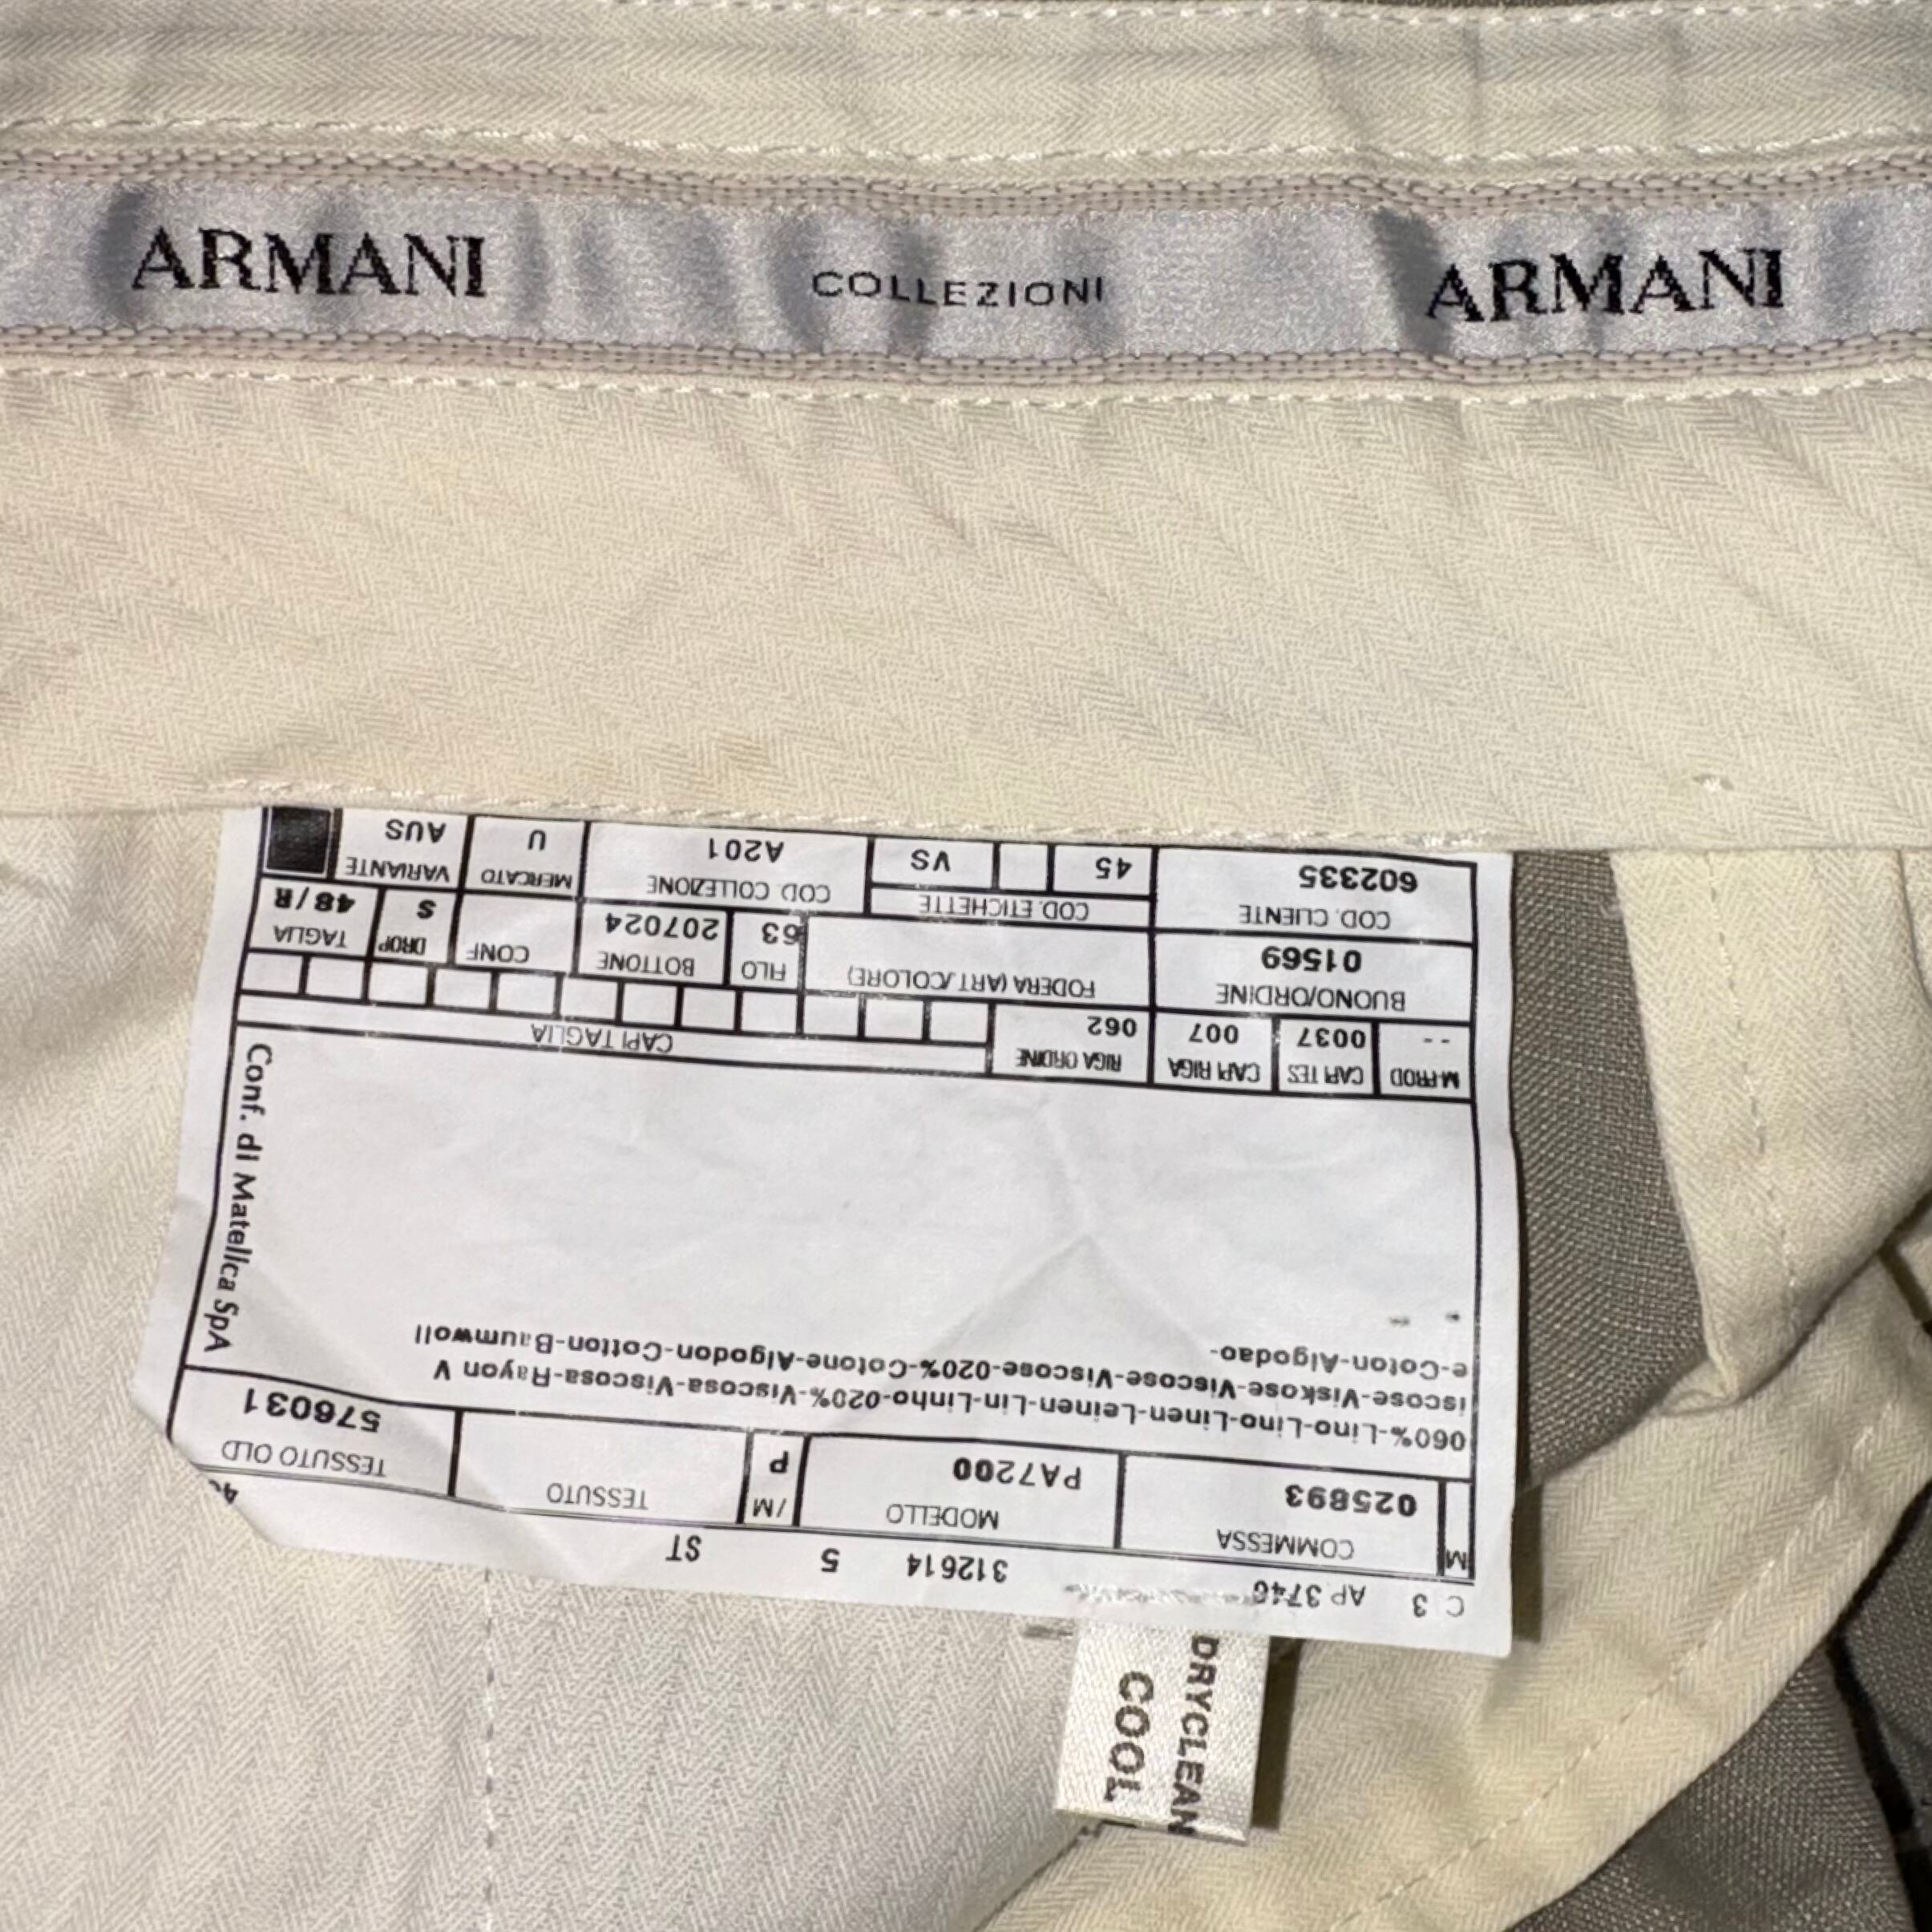 ARMANI COLLEZIONI ARMANI
C 3 AP 3746 312614 5 ST
M COMMESSA MODELLO /M TESSUTO TESSUTO OLD
025893 PA7200 P 576031
060%-Lino-Lino-Linen-Leinen-Lin-Linho-020%-Viscosa-Viscosa-Rayon V
iscose-Viskose-Viscose-Viscose-020%-Cotone-Algodon-Cotton-Baumwoll
e-Coton-Algodao-
Conf. di Matelica SpA
M-PROD CAPI TES CAPI RIGA RIGA ORDINE CAPI TAGLIA
-- 0037 007 062
BUONO/ORDINE FODERA (ART./COLORE) FILO BOTTONE CONF DROP TAGLIA
01569 63 207024 S 48/R
COD. CLIENTE COD. ETICHETTE COD COLLEZIONE MERCATO VARIANTE
602335 45 VS A201 U AUS
DRYCLEAN
COOL